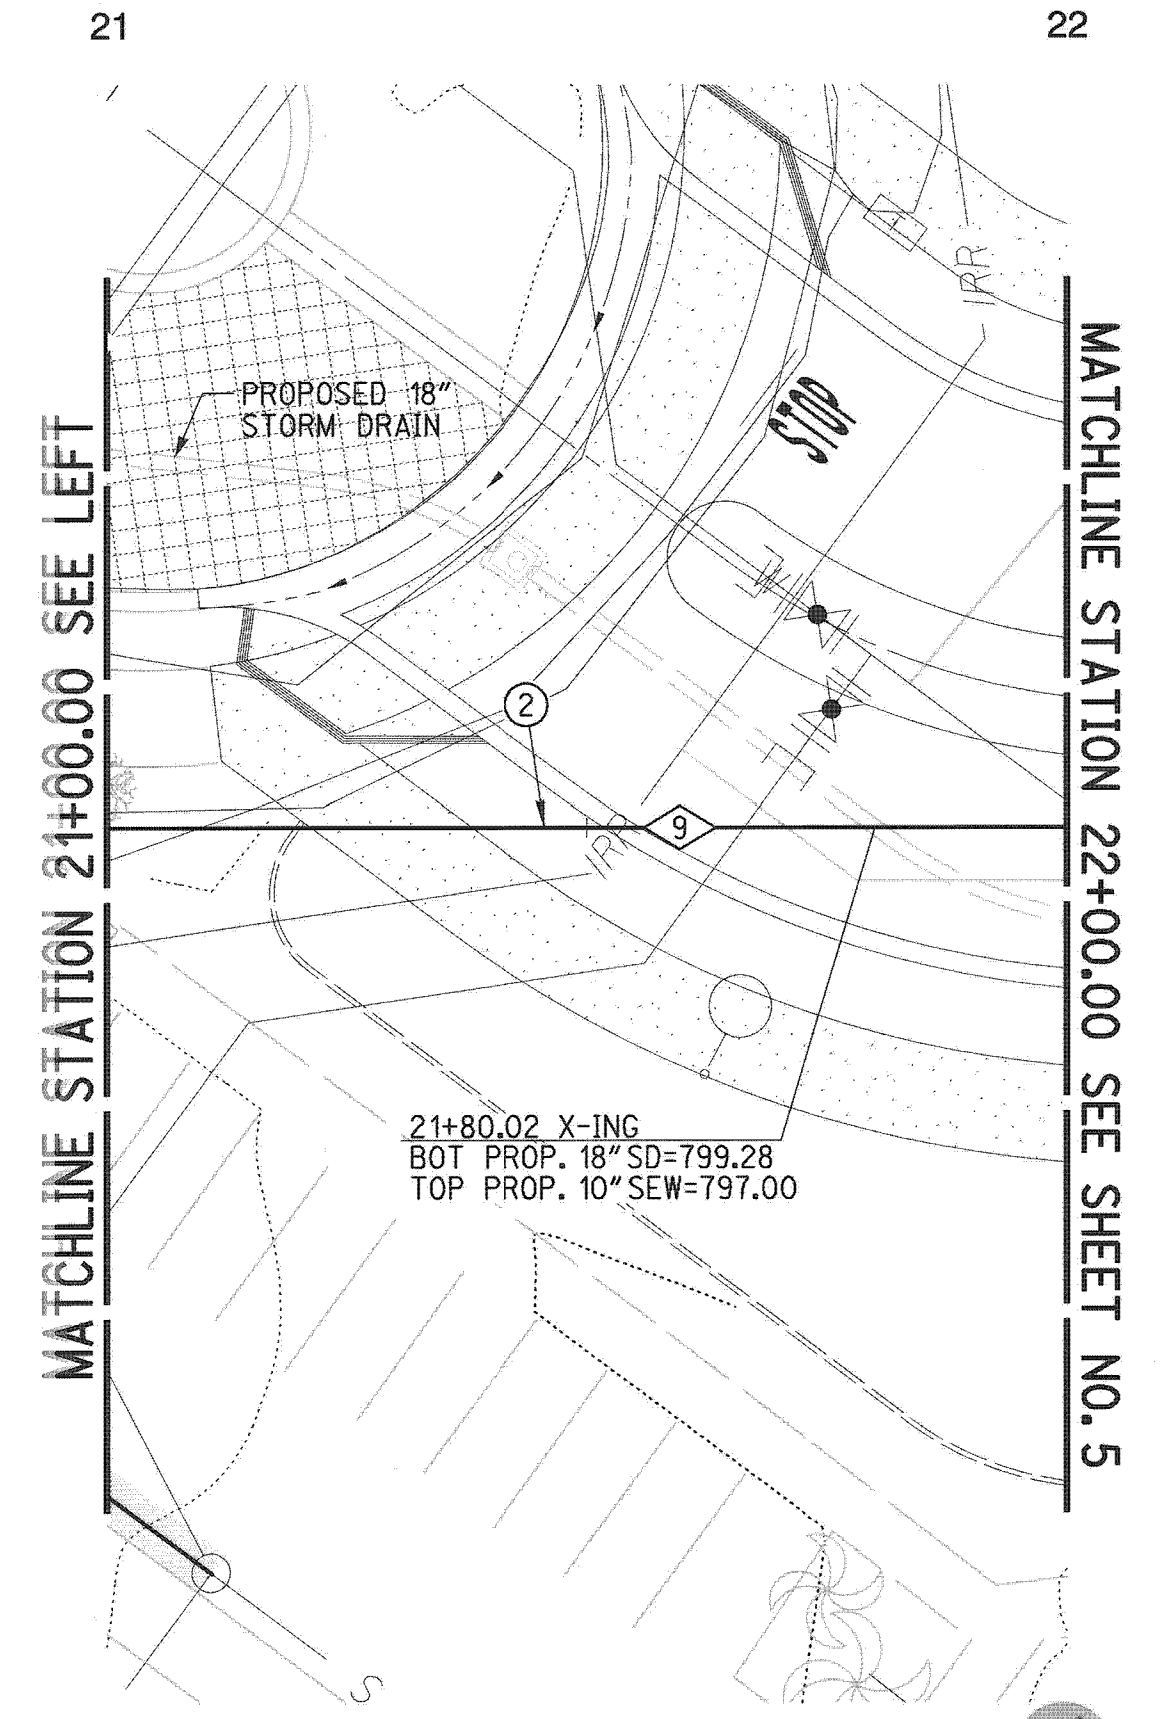 21
22
PROPOSED 18"
STORM DRAIN
STOP
IRR
MATCHLINE STATION 21+00.00 SEE LEFT
MATCHLINE STATION 22+00.00 SEE SHEET NO. 5
2
9
IRR
21+80.02 X-ING
BOT PROP. 18" SD=799.28
TOP PROP. 10" SEW=797.00
S